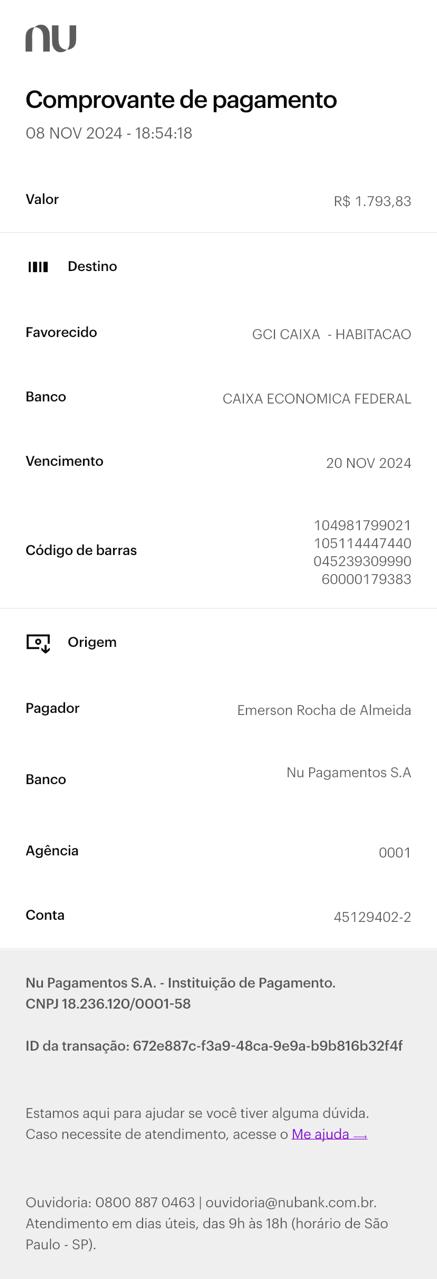 nu
Comprovante de pagamento
08 NOV 2024 - 18:54:18
Valor R$ 1.793,83
Destino
Favorecido GCI CAIXA - HABITACAO
Banco CAIXA ECONOMICA FEDERAL
Vencimento 20 NOV 2024
Código de barras 104981799021
105114447440
045239309990
60000179383
Origem
Pagador Emerson Rocha de Almeida
Banco Nu Pagamentos S.A
Agência 0001
Conta 45129402-2
Nu Pagamentos S.A. - Instituição de Pagamento.
CNPJ 18.236.120/0001-58
ID da transação: 672e887c-f3a9-48ca-9e9a-b9b816b32f4f
Estamos aqui para ajudar se você tiver alguma dúvida.
Caso necessite de atendimento, acesse o Me ajuda →
Ouvidoria: 0800 887 0463 | ouvidoria@nubank.com.br.
Atendimento em dias úteis, das 9h às 18h (horário de São
Paulo - SP).